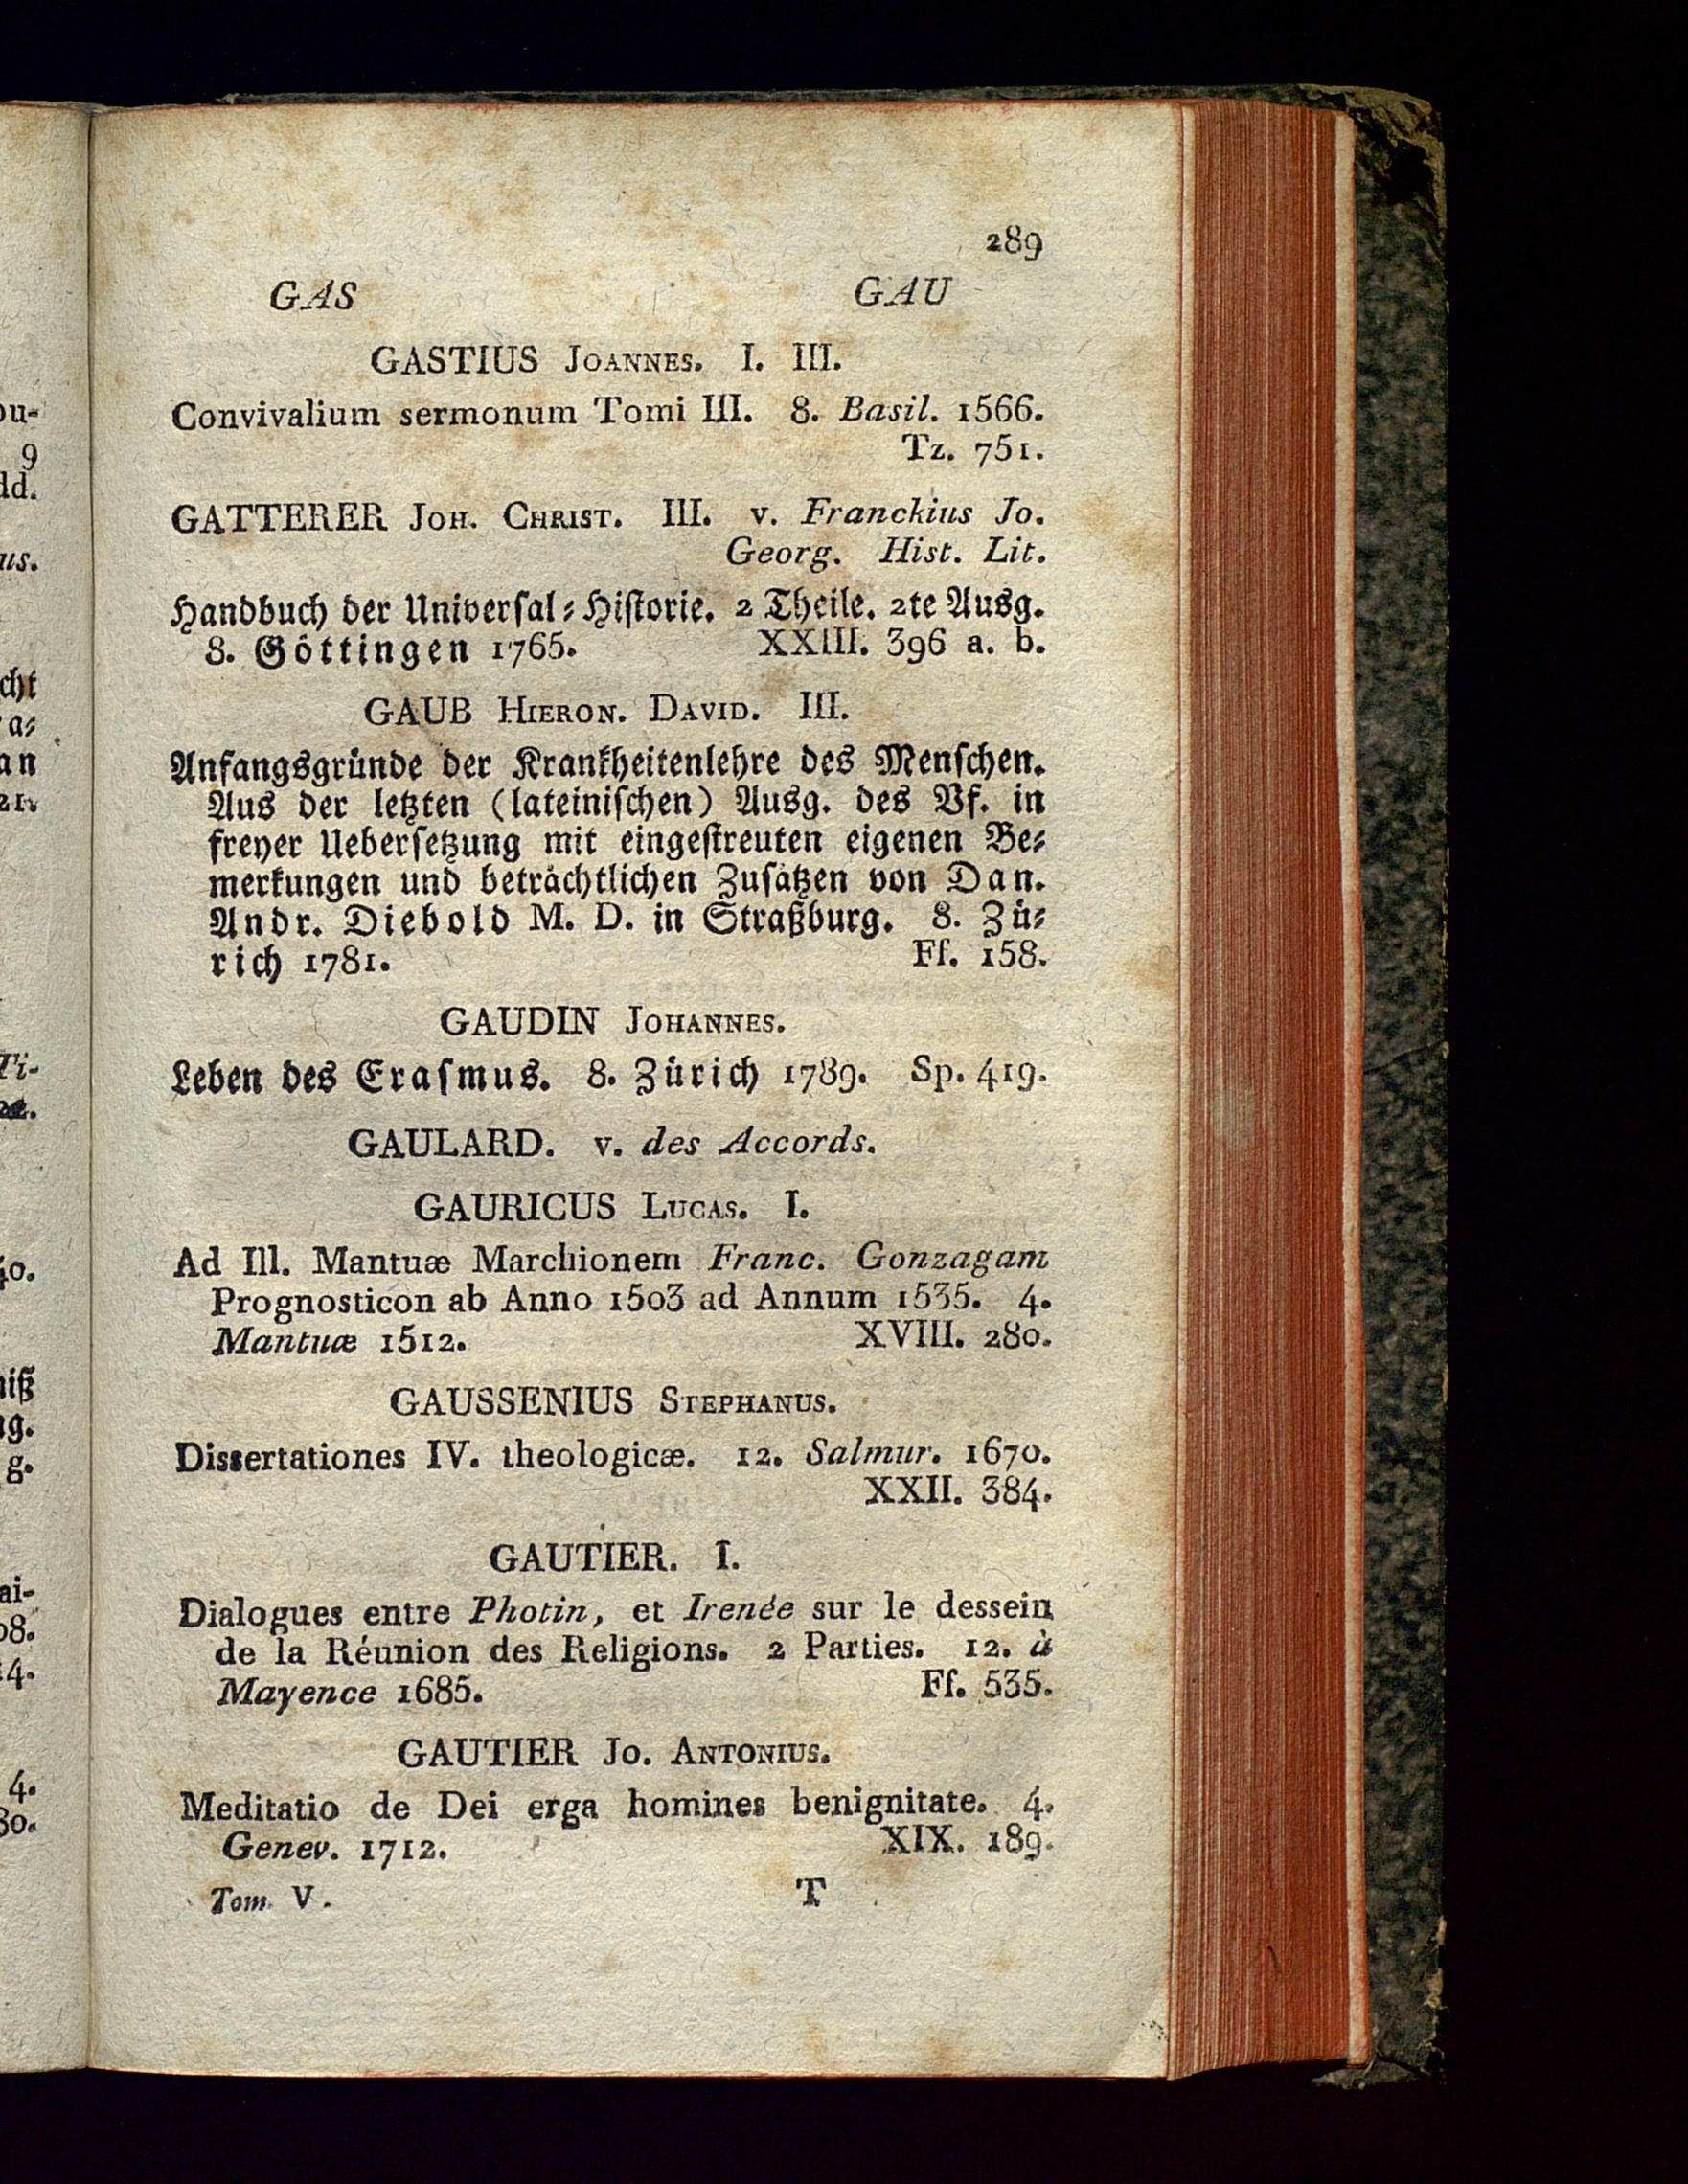 289
GAS GAU
GASTIUS JOANNES. I. III.
Convivalium sermonum Tomi III. 8. Basil. 1566.
Tz. 751.
GATTERER JOH. CHRIST. III. v. Franckius Jo.
Georg. Hist. Lit.
Handbuch der Universal-Historie. 2 Theile. 2te Ausg.
8. Göttingen 1765. XXIII. 396 a. b.
GAUB HIERON. DAVID. III.
Anfangsgründe der Krankheitenlehre des Menschen.
Aus der letzten (lateinischen) Ausg. des Vf. in
freyer Uebersetzung mit eingestreuten eigenen Be-
merkungen und beträchtlichen Zusätzen von Dan.
Andr. Diebold M. D. in Straßburg. 8. Zü-
rich 1781. Ff. 158.
GAUDIN JOHANNES.
Leben des Erasmus. 8. Zürich 1789. Sp. 419.
GAULARD. v. des Accords.
GAURICUS LUCAS. I.
Ad Ill. Mantuæ Marchionem Franc. Gonzagam
Prognosticon ab Anno 1503 ad Annum 1535. 4.
Mantuæ 1512. XVIII. 280.
GAUSSENIUS STEPHANUS.
Dissertationes IV. theologicæ. 12. Salmur. 1670.
XXII. 384.
GAUTIER. I.
Dialogues entre Photin, et Irenée sur le dessein
de la Réunion des Religions. 2 Parties. 12. à
Mayence 1685. Ff. 535.
GAUTIER JO. ANTONIUS.
Meditatio de Dei erga homines benignitate. 4.
Genev. 1712. XIX. 189.
Tom. V. T